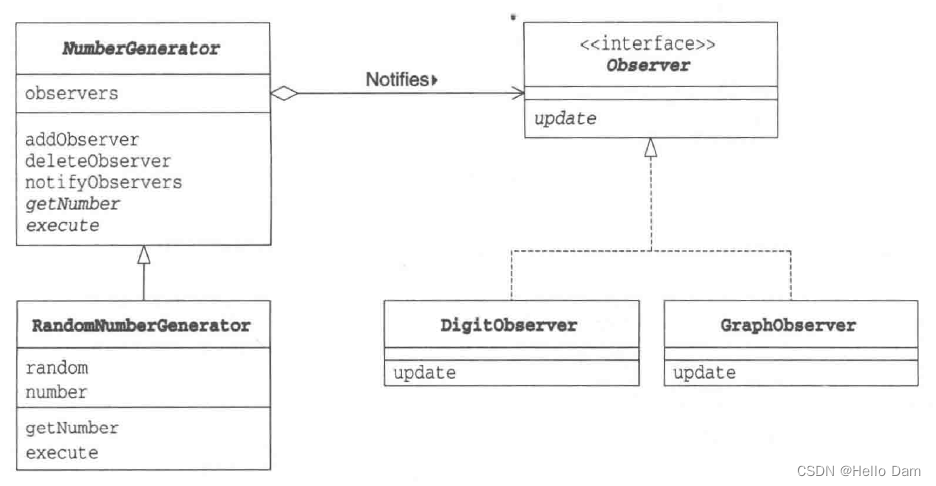 NumberGenerator
observers
addObserver
deleteObserver
notifyObservers
getNumber
execute
Notifies
<<interface>>
Observer
update
RandomNumberGenerator
random
number
getNumber
execute
DigitObserver
update
GraphObserver
update
CSDN @Hello Dam